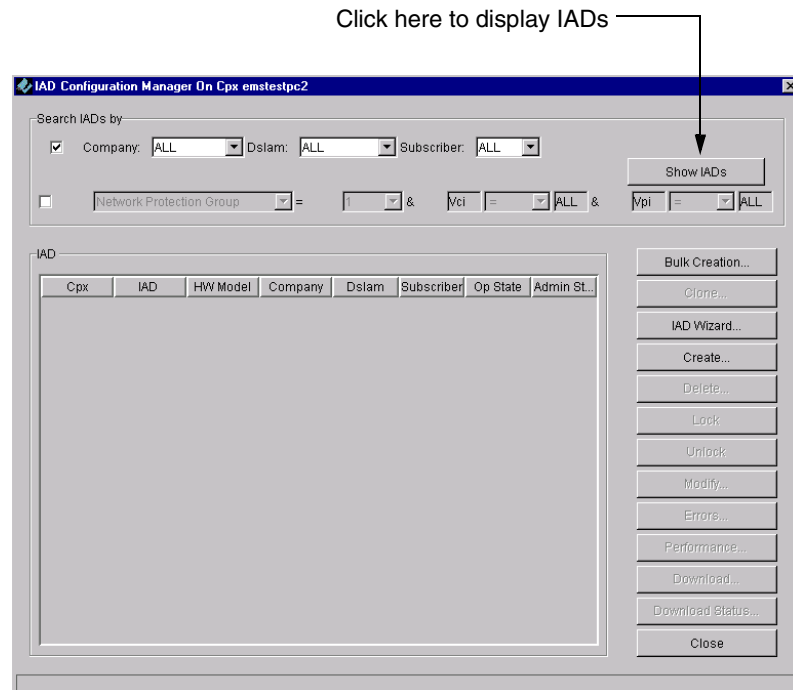 Click here to display IADs
IAD Configuration Manager On Cpx emstestpc2
Search IADs by
Company: ALL Dslam: ALL Subscriber: ALL
Show IADs
Network Protection Group = 1 & Vci = ALL & Vpi = ALL
IAD
Cpx IAD HW Model Company Dslam Subscriber Op State Admin St...
Bulk Creation...
Clone...
IAD Wizard...
Create...
Delete...
Lock
Unlock
Modify...
Errors...
Performance...
Download...
Download Status...
Close